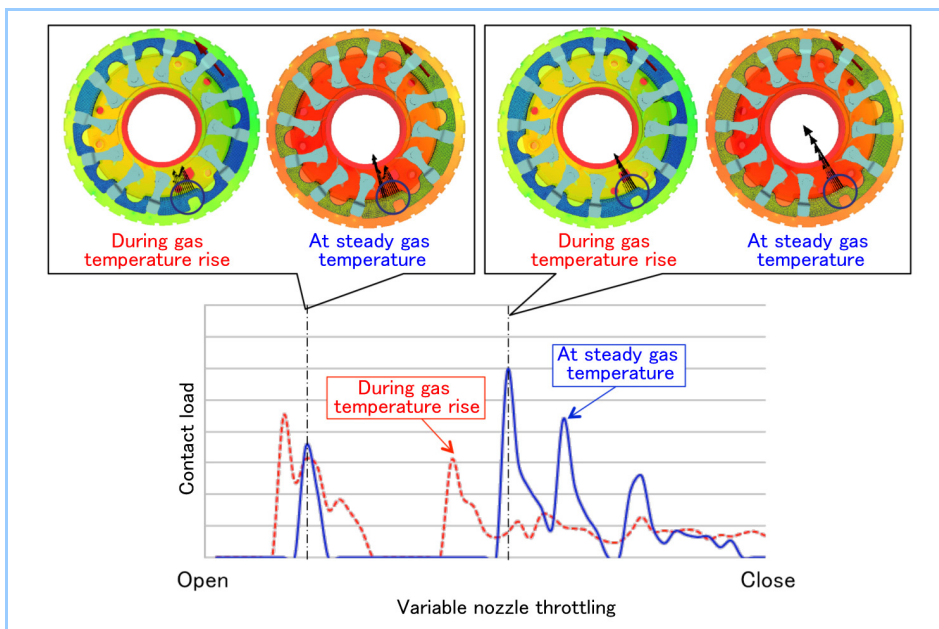 During gas
temperature rise
At steady gas
temperature
During gas
temperature rise
At steady gas
temperature
At steady gas
temperature
During gas
temperature rise
Contact load
Open
Close
Variable nozzle throttling